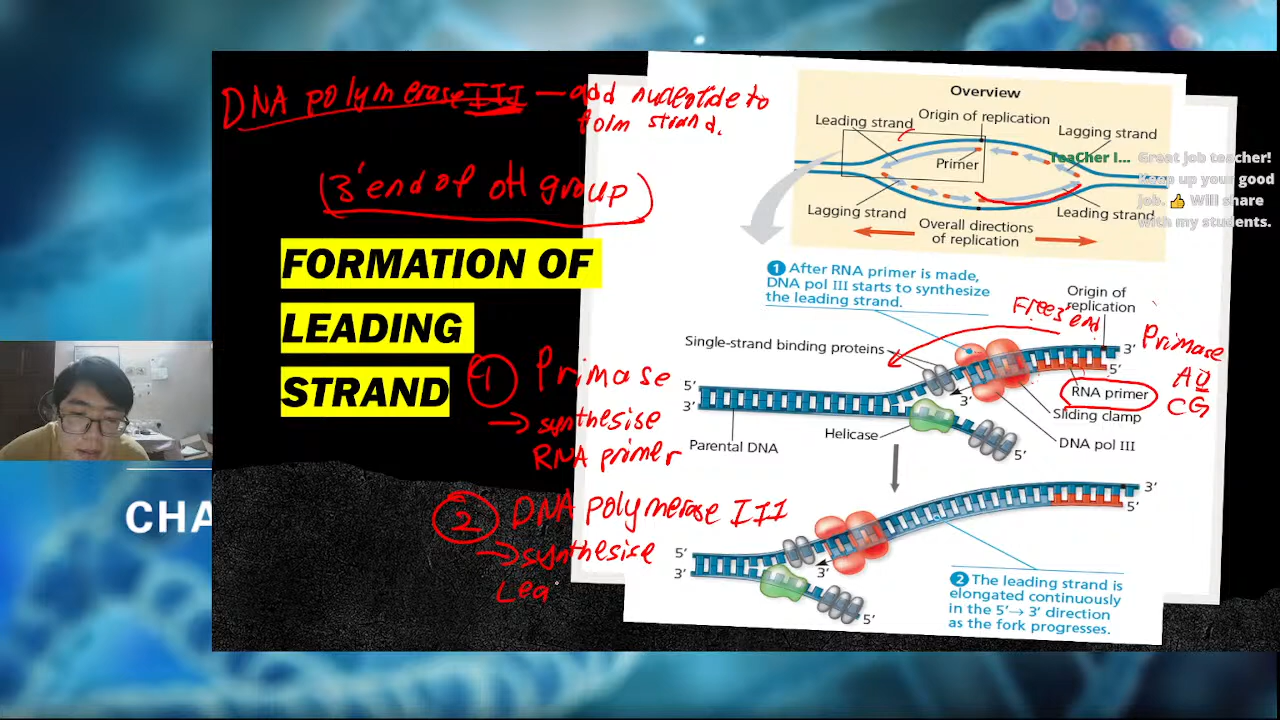 DNA polymerase III — add nucleotide to
form strand.
(3' end of OH group)
FORMATION OF
LEADING
STRAND
① Primase
→ synthesise
RNA primer
② DNA polymerase III
→ synthesise
Lea
CHA
Overview
Leading strand
Origin of replication
Lagging strand
Primer
Lagging strand
Leading strand
Overall directions
of replication
TeaCher I... Great job teacher!
Keep up your good
job. 👍 Will share
with my students.
1 After RNA primer is made,
DNA pol III starts to synthesize
the leading strand.
Origin of
replication
Free 3' end
Primase
AU
CG
Single-strand binding proteins
3'
5'
5'
3'
3'
RNA primer
Sliding clamp
DNA pol III
Helicase
Parental DNA
5'
3'
5'
5'
3'
3'
5'
2 The leading strand is
elongated continuously
in the 5'→ 3' direction
as the fork progresses.